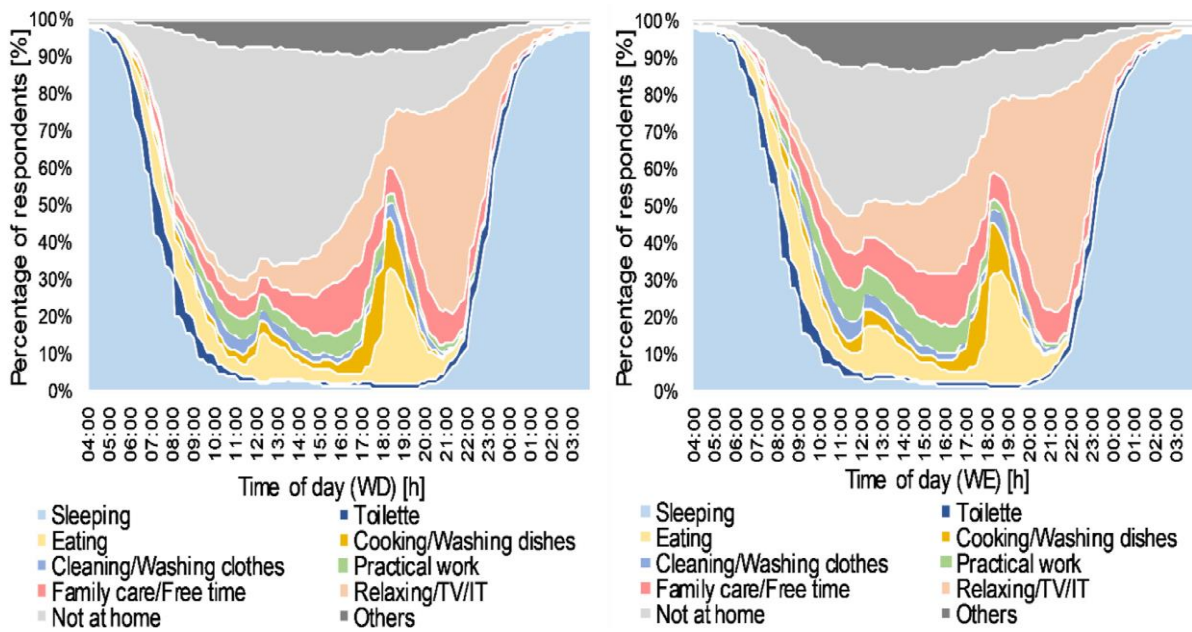 Percentage of respondents [%]
100%
90%
80%
70%
60%
50%
40%
30%
20%
10%
0%
04:00 05:00 06:00 07:00 08:00 09:00 10:00 11:00 12:00 13:00 14:00 15:00 16:00 17:00 18:00 19:00 20:00 21:00 22:00 23:00 00:00 01:00 02:00 03:00
Time of day (WD) [h]
Sleeping Toilette
Eating Cooking/Washing dishes
Cleaning/Washing clothes Practical work
Family care/Free time Relaxing/TV/IT
Not at home Others
Percentage of respondents [%]
100%
90%
80%
70%
60%
50%
40%
30%
20%
10%
0%
04:00 05:00 06:00 07:00 08:00 09:00 10:00 11:00 12:00 13:00 14:00 15:00 16:00 17:00 18:00 19:00 20:00 21:00 22:00 23:00 00:00 01:00 02:00 03:00
Time of day (WE) [h]
Sleeping Toilette
Eating Cooking/Washing dishes
Cleaning/Washing clothes Practical work
Family care/Free time Relaxing/TV/IT
Not at home Others